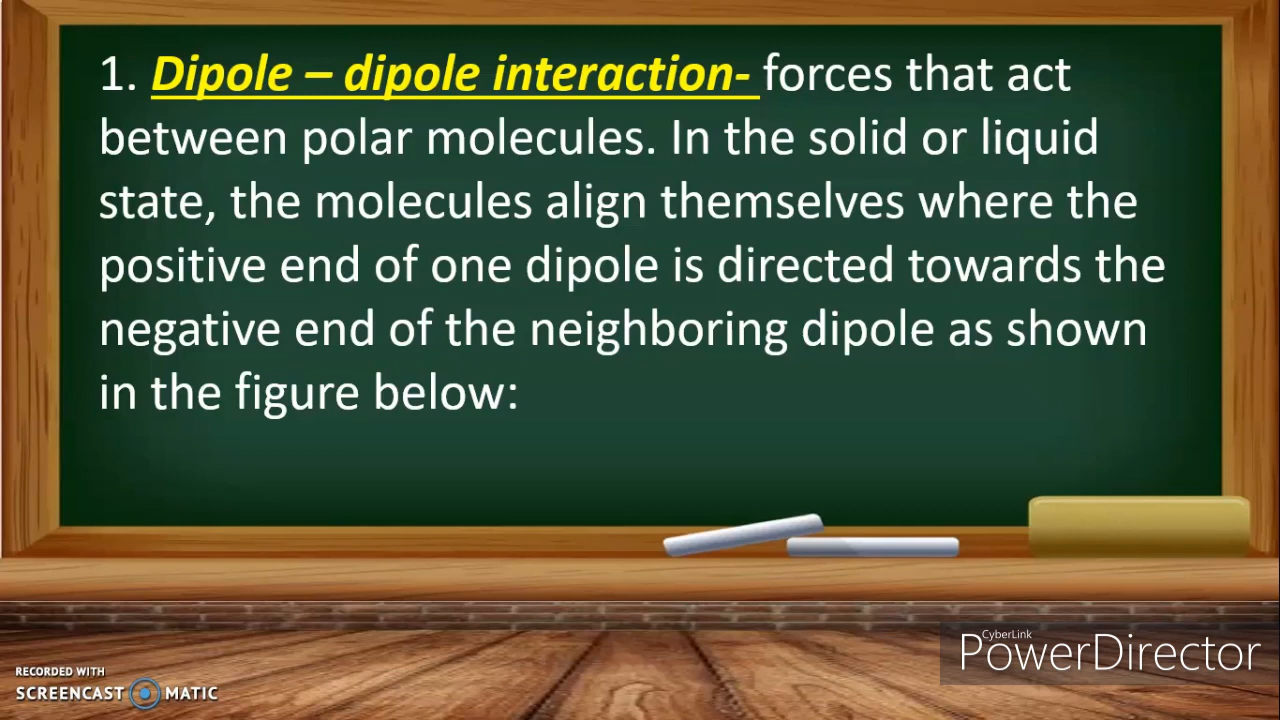 1. Dipole – dipole interaction- forces that act
between polar molecules. In the solid or liquid
state, the molecules align themselves where the
positive end of one dipole is directed towards the
negative end of the neighboring dipole as shown
in the figure below:
CyberLink
PowerDirector
RECORDED WITH
SCREENCAST MATIC